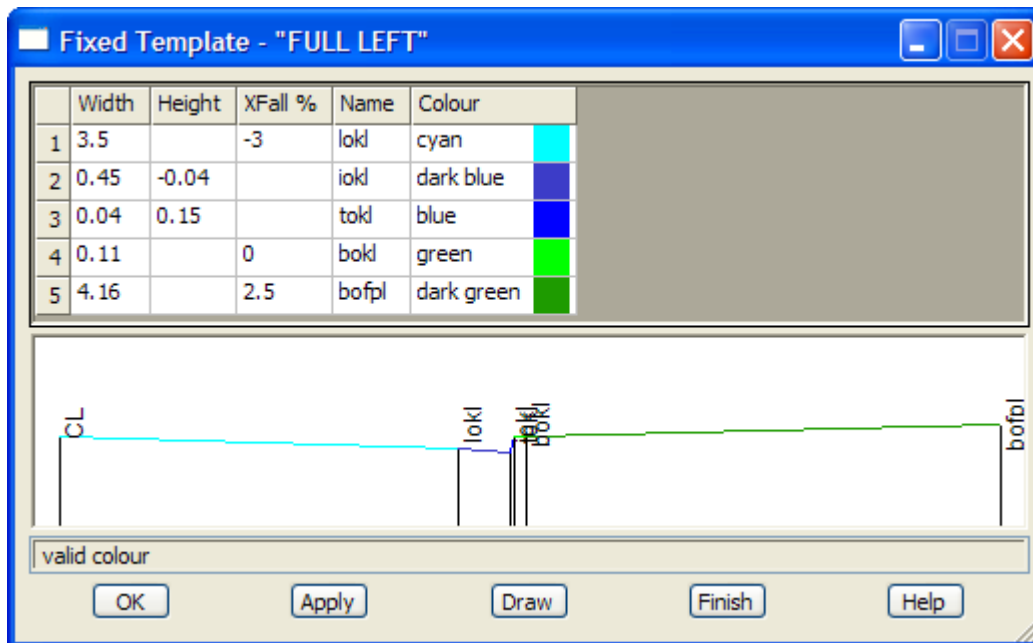 Fixed Template - "FULL LEFT"
Width Height XFall % Name Colour
1 3.5 -3 lokl cyan
2 0.45 -0.04 iokl dark blue
3 0.04 0.15 tokl blue
4 0.11 0 bokl green
5 4.16 2.5 bofpl dark green
CL lokl bokl bofpl
valid colour
OK Apply Draw Finish Help